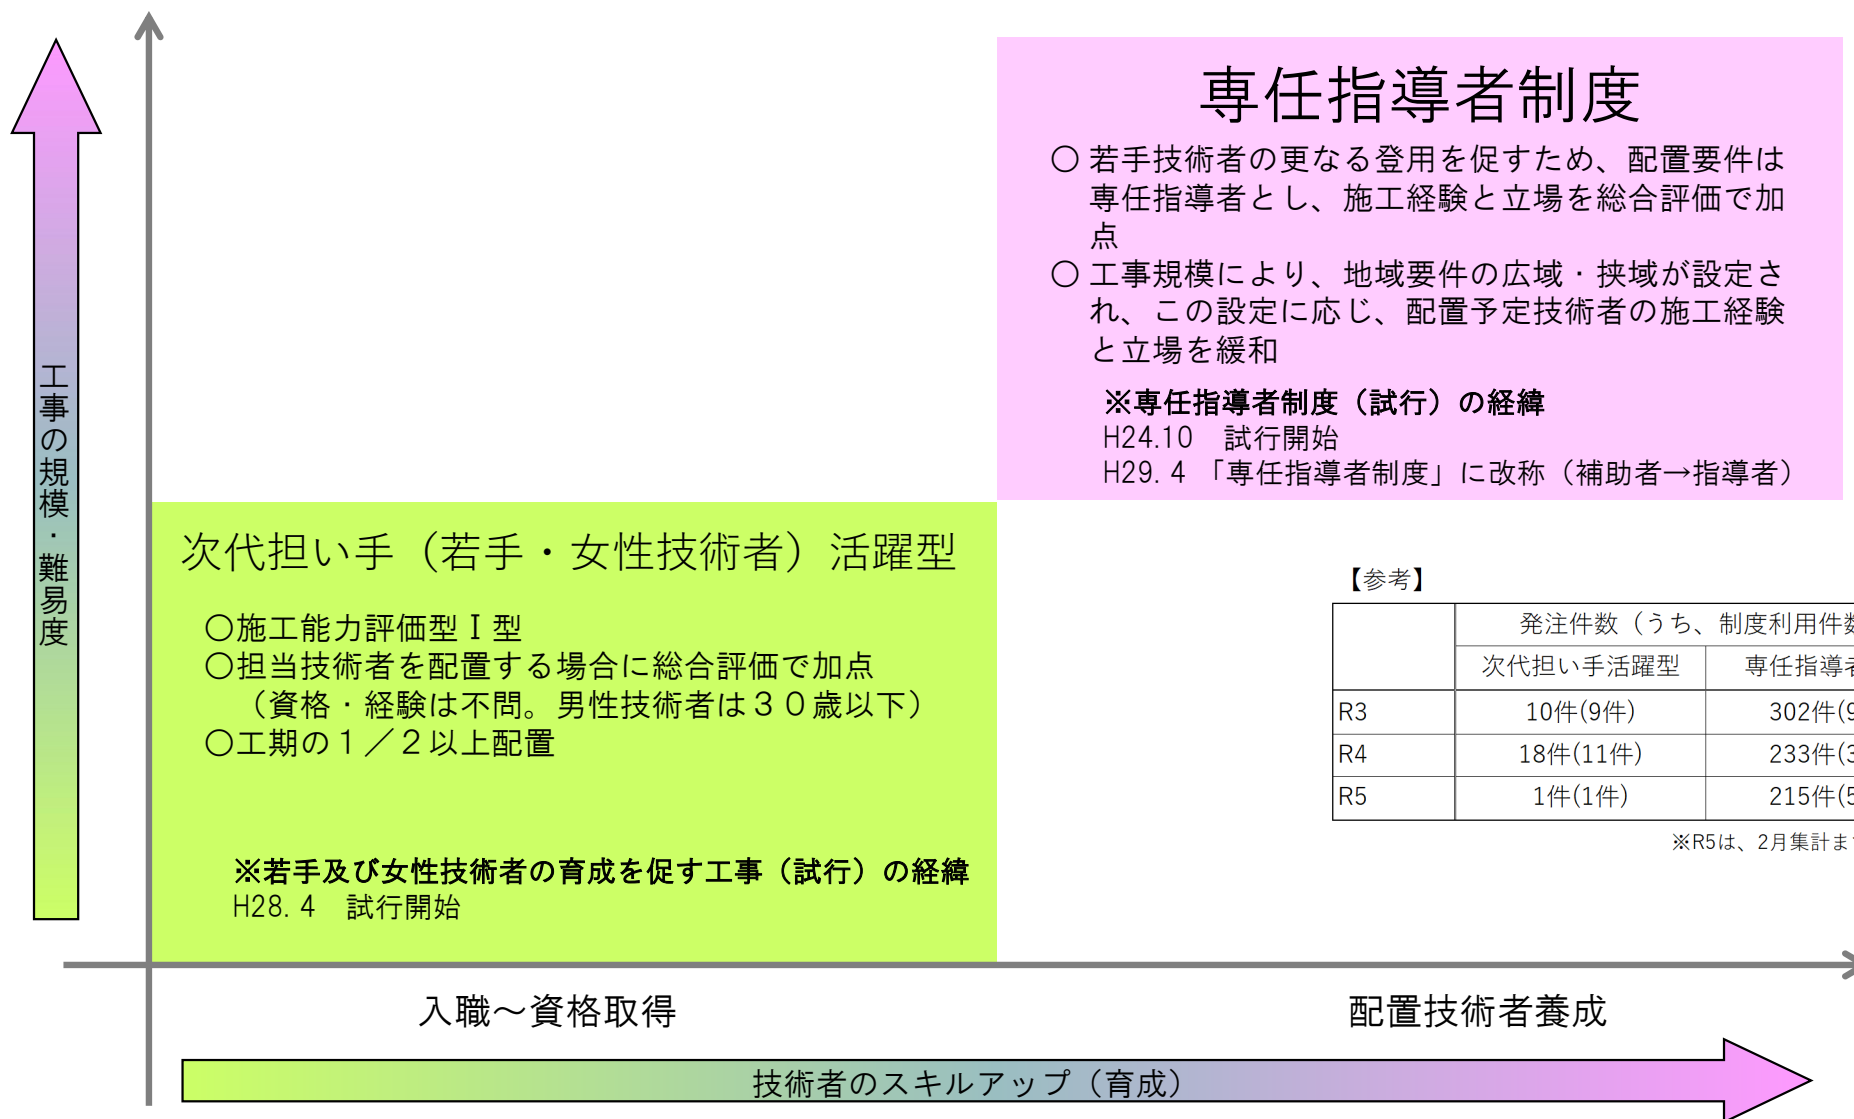 専任指導者制度
○ 若手技術者の更なる登用を促すため、配置要件は
専任指導者とし、施工経験と立場を総合評価で加
点
○ 工事規模により、地域要件の広域・挟域が設定さ
れ、この設定に応じ、配置予定技術者の施工経験
と立場を緩和
※専任指導者制度（試行）の経緯
H24.10　試行開始
H29. 4 「専任指導者制度」に改称（補助者→指導者）
工事の規模・難易度
次代担い手（若手・女性技術者）活躍型
○施工能力評価型Ⅰ型
○担当技術者を配置する場合に総合評価で加点
（資格・経験は不問。男性技術者は３０歳以下）
○工期の１／２以上配置
※若手及び女性技術者の育成を促す工事（試行）の経緯
H28. 4　試行開始
【参考】
発注件数（うち、制度利用件数
次代担い手活躍型 専任指導者
R3 10件(9件) 302件(9
R4 18件(11件) 233件(3
R5 1件(1件) 215件(5
※R5は、2月集計ま
入職～資格取得 配置技術者養成
技術者のスキルアップ（育成）